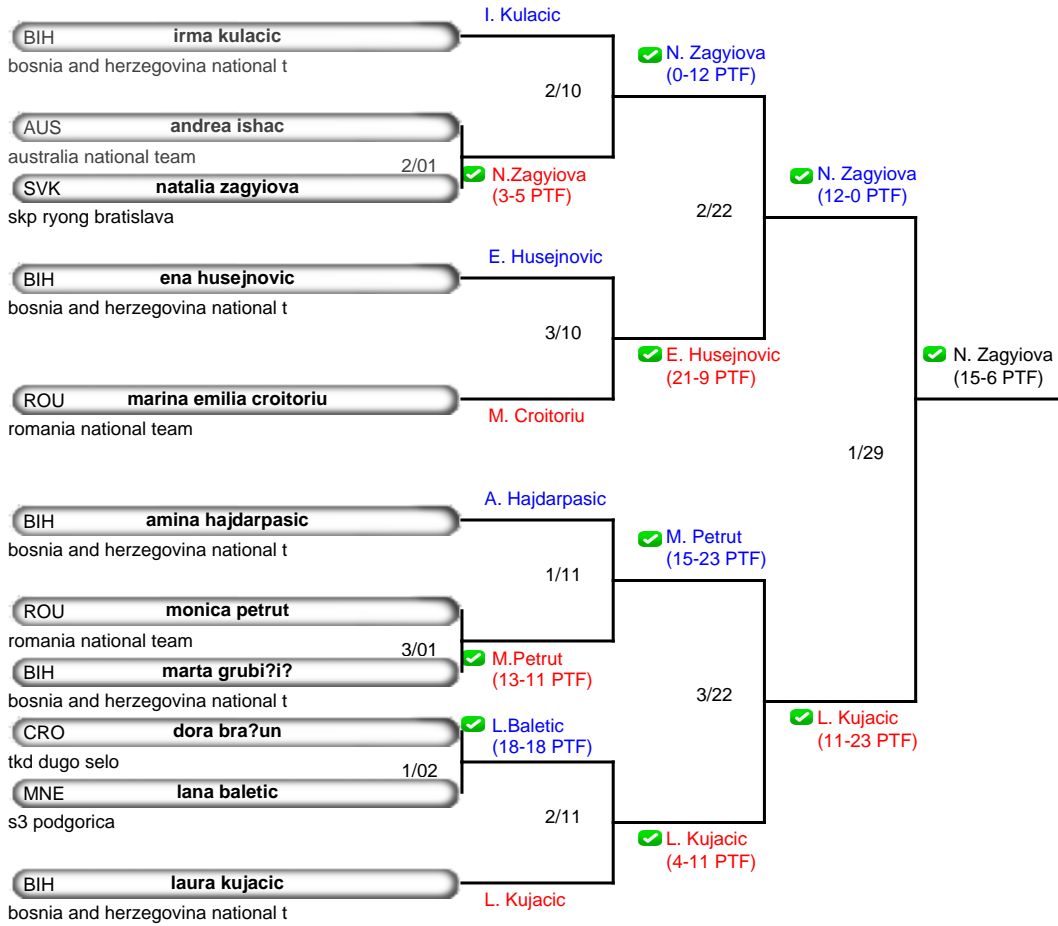 I. Kulacic
BIH irma kulacic
bosnia and herzegovina national t
N. Zagyiova
(0-12 PTF)
2/10
AUS andrea ishac
australia national team
2/01
N.Zagyiova
(3-5 PTF)
SVK natalia zagyiova
skp ryong bratislava
N. Zagyiova
(12-0 PTF)
2/22
E. Husejnovic
BIH ena husejnovic
bosnia and herzegovina national t
3/10
E. Husejnovic
(21-9 PTF)
N. Zagyiova
(15-6 PTF)
ROU marina emilia croitoriu
romania national team
M. Croitoriu
1/29
A. Hajdarpasic
BIH amina hajdarpasic
bosnia and herzegovina national t
M. Petrut
(15-23 PTF)
1/11
ROU monica petrut
romania national team
3/01
M.Petrut
(13-11 PTF)
BIH marta grubi?i?
bosnia and herzegovina national t
3/22
L. Kujacic
(11-23 PTF)
CRO dora bra?un
tkd dugo selo
L.Baletic
(18-18 PTF)
1/02
MNE lana baletic
s3 podgorica
2/11
L. Kujacic
(4-11 PTF)
BIH laura kujacic
bosnia and herzegovina national t
L. Kujacic